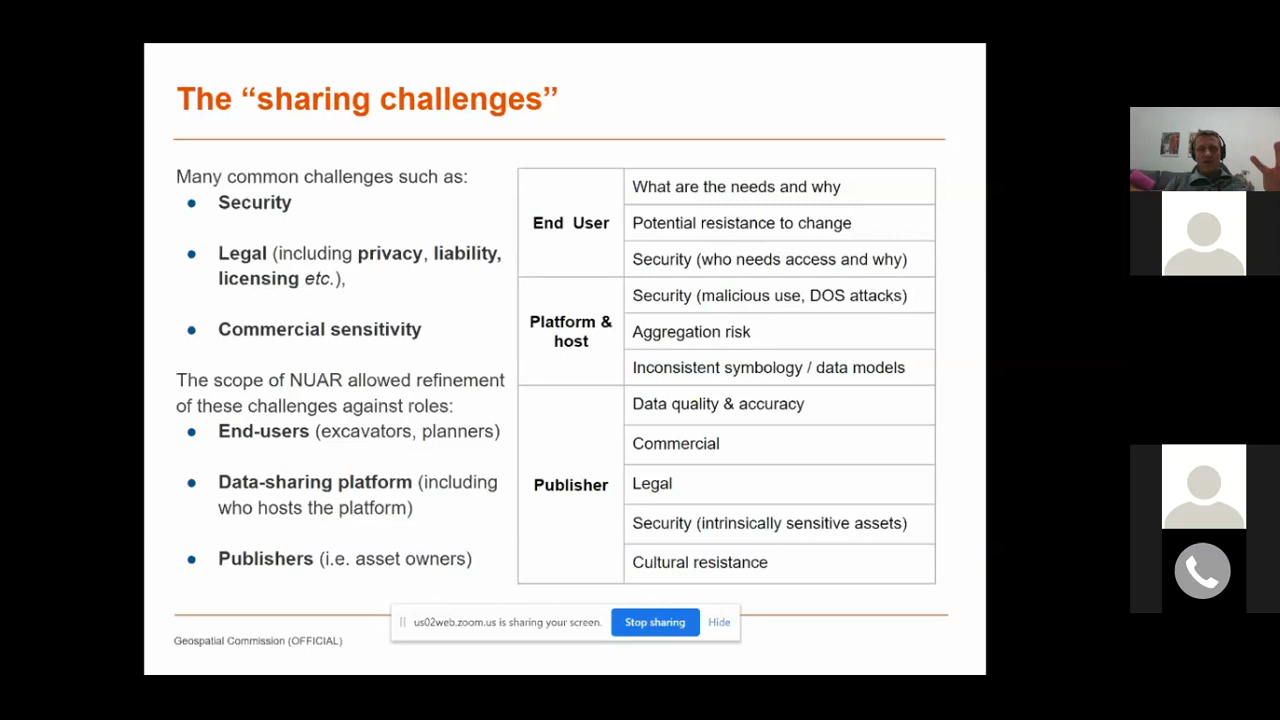 The “sharing challenges”
Many common challenges such as:
● Security
● Legal (including privacy, liability,
licensing etc.),
● Commercial sensitivity
The scope of NUAR allowed refinement
of these challenges against roles:
● End-users (excavators, planners)
● Data-sharing platform (including
who hosts the platform)
● Publishers (i.e. asset owners)
End User
What are the needs and why
Potential resistance to change
Security (who needs access and why)
Platform &
host
Security (malicious use, DOS attacks)
Aggregation risk
Inconsistent symbology / data models
Publisher
Data quality & accuracy
Commercial
Legal
Security (intrinsically sensitive assets)
Cultural resistance
us02web.zoom.us is sharing your screen. Stop sharing Hide
Geospatial Commission (OFFICIAL)